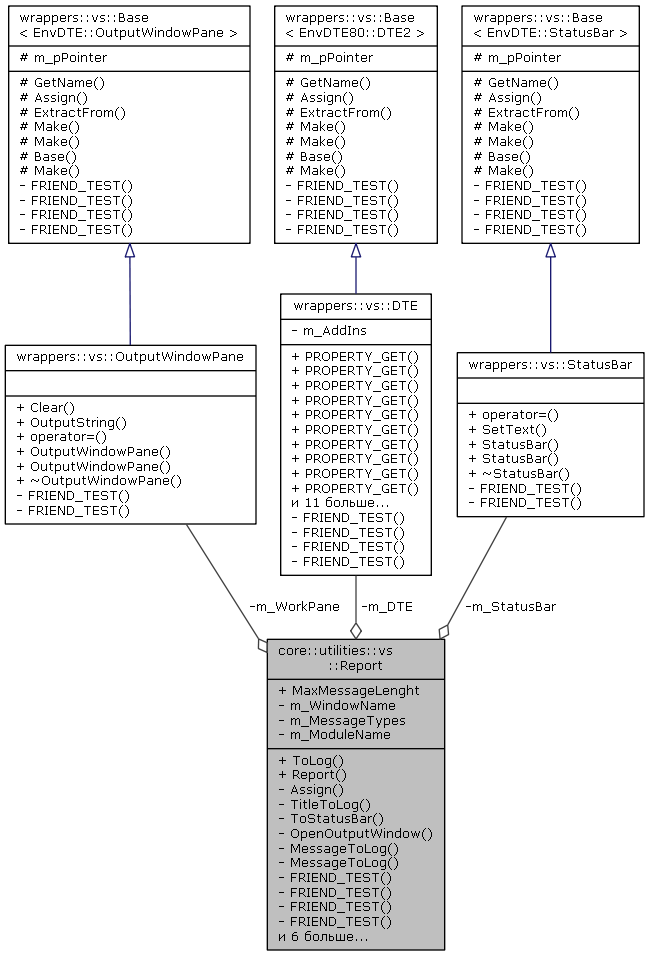 wrappers::vs::Base
< EnvDTE::OutputWindowPane >
# m_pPointer
# GetName()
# Assign()
# ExtractFrom()
# Make()
# Make()
# Base()
# Make()
- FRIEND_TEST()
- FRIEND_TEST()
- FRIEND_TEST()
- FRIEND_TEST()
wrappers::vs::Base
< EnvDTE80::DTE2 >
# m_pPointer
# GetName()
# Assign()
# ExtractFrom()
# Make()
# Make()
# Base()
# Make()
- FRIEND_TEST()
- FRIEND_TEST()
- FRIEND_TEST()
- FRIEND_TEST()
wrappers::vs::Base
< EnvDTE::StatusBar >
# m_pPointer
# GetName()
# Assign()
# ExtractFrom()
# Make()
# Make()
# Base()
# Make()
- FRIEND_TEST()
- FRIEND_TEST()
- FRIEND_TEST()
- FRIEND_TEST()
wrappers::vs::OutputWindowPane
+ Clear()
+ OutputString()
+ operator=()
+ OutputWindowPane()
+ OutputWindowPane()
+ ~OutputWindowPane()
- FRIEND_TEST()
- FRIEND_TEST()
wrappers::vs::DTE
- m_AddIns
+ PROPERTY_GET()
+ PROPERTY_GET()
+ PROPERTY_GET()
+ PROPERTY_GET()
+ PROPERTY_GET()
+ PROPERTY_GET()
+ PROPERTY_GET()
+ PROPERTY_GET()
+ PROPERTY_GET()
+ PROPERTY_GET()
и 11 больше...
- FRIEND_TEST()
- FRIEND_TEST()
- FRIEND_TEST()
- FRIEND_TEST()
wrappers::vs::StatusBar
+ operator=()
+ SetText()
+ StatusBar()
+ StatusBar()
+ ~StatusBar()
- FRIEND_TEST()
- FRIEND_TEST()
-m_WorkPane
-m_DTE
-m_StatusBar
core::utilities::vs
::Report
+ MaxMessageLenght
- m_WindowName
- m_MessageTypes
- m_ModuleName
+ ToLog()
+ Report()
- Assign()
- TitleToLog()
- ToStatusBar()
- OpenOutputWindow()
- MessageToLog()
- MessageToLog()
- FRIEND_TEST()
- FRIEND_TEST()
- FRIEND_TEST()
- FRIEND_TEST()
и 6 больше...